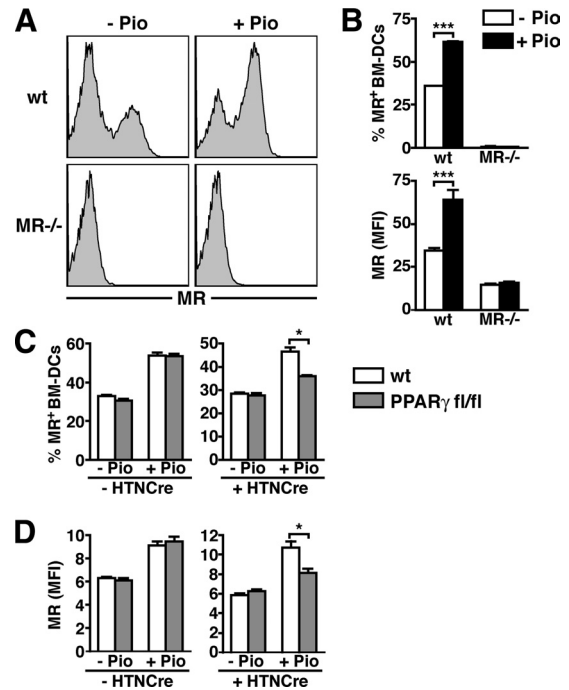 A
- Pio
+ Pio
wt
MR-/-
MR
B
- Pio
+ Pio
% MR+ BM-DCs
75
50
25
0
***
wt
MR-/-
MR (MFI)
75
50
25
0
***
wt
MR-/-
C
% MR+ BM-DCs
60
40
20
0
- Pio
+ Pio
- HTNCre
50
40
30
20
10
0
*
- Pio
+ Pio
+ HTNCre
wt
PPARγ fl/fl
D
MR (MFI)
10
8
6
4
2
0
- Pio
+ Pio
- HTNCre
12
10
8
6
4
2
0
*
- Pio
+ Pio
+ HTNCre